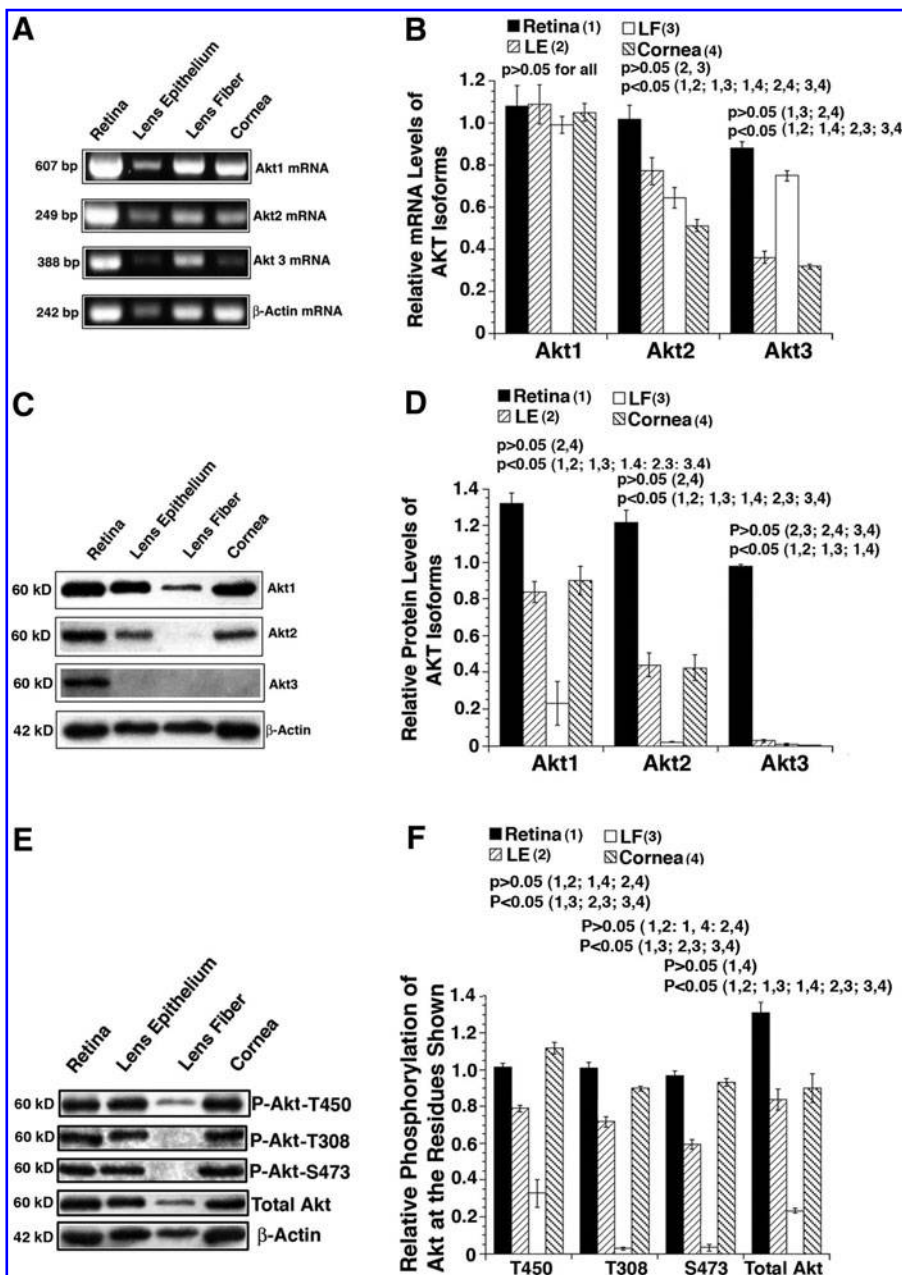 A
Retina
Lens Epithelium
Lens Fiber
Cornea
607 bp
Akt1 mRNA
249 bp
Akt2 mRNA
388 bp
Akt 3 mRNA
242 bp
β-Actin mRNA
B
Retina (1)
LF(3)
LE (2)
Cornea (4)
p>0.05 for all
p>0.05 (2, 3)
p<0.05 (1,2; 1,3; 1,4; 2,4; 3,4)
p>0.05 (1,3; 2,4)
p<0.05 (1,2; 1,4; 2,3; 3,4
Relative mRNA Levels of
AKT Isoforms
1.2
1.0
0.8
0.6
0.4
0.2
0
Akt1
Akt2
Akt3
C
Retina
Lens Epithelium
Lens Fiber
Cornea
60 kD
Akt1
60 kD
Akt2
60 kD
Akt3
42 kD
β-Actin
D
Retina (1)
LF(3)
LE (2)
Cornea (4)
p>0.05 (2,4)
p<0.05 (1,2; 1,3; 1,4; 2,3; 3,4)
p>0.05 (2,4)
p<0.05 (1,2; 1,3; 1,4; 2,3; 3,4)
P>0.05 (2,3; 2,4; 3,4)
p<0.05 (1,2; 1,3; 1,4)
Relative Protein Levels of
AKT Isoforms
1.4
1.2
1.0
0.8
0.6
0.4
0.2
0
Akt1
Akt2
Akt3
E
Retina
Lens Epithelium
Lens Fiber
Cornea
60 kD
P-Akt-T450
60 kD
P-Akt-T308
60 kD
P-Akt-S473
60 kD
Total Akt
42 kD
β-Actin
F
Retina (1)
LF(3)
LE (2)
Cornea (4)
p>0.05 (1,2; 1,4; 2,4)
P<0.05 (1,3; 2,3; 3,4)
P>0.05 (1,2: 1, 4: 2,4)
P<0.05 (1,3; 2,3; 3,4)
P>0.05 (1,4)
P<0.05 (1,2; 1,3; 1,4; 2,3; 3,4)
Relative Phosphorylation of
Akt at the Residues Shown
1.4
1.2
1.0
0.8
0.6
0.4
0.2
0
T450
T308
S473
Total Akt